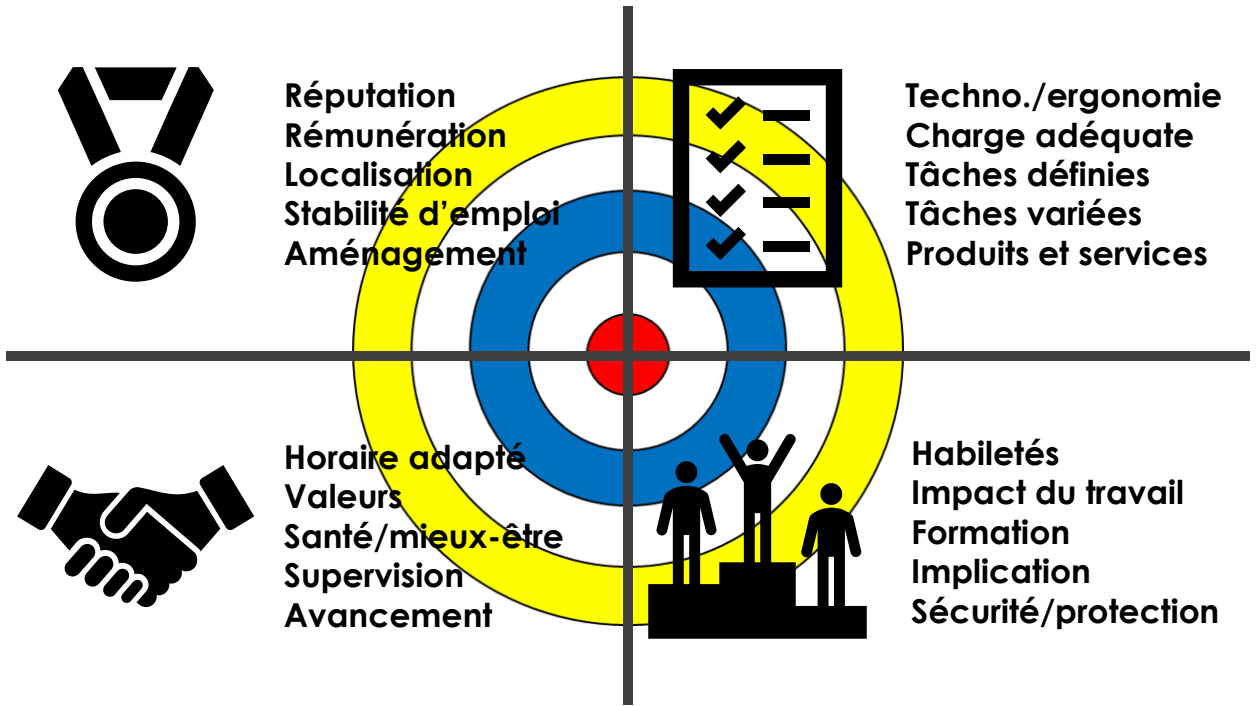 Réputation
Rémunération
Localisation
Stabilité d'emploi
Aménagement
Techno./ergonomie
Charge adéquate
Tâches définies
Tâches variées
Produits et services
Horaire adapté
Valeurs
Santé/mieux-être
Supervision
Avancement
Habiletés
Impact du travail
Formation
Implication
Sécurité/protection